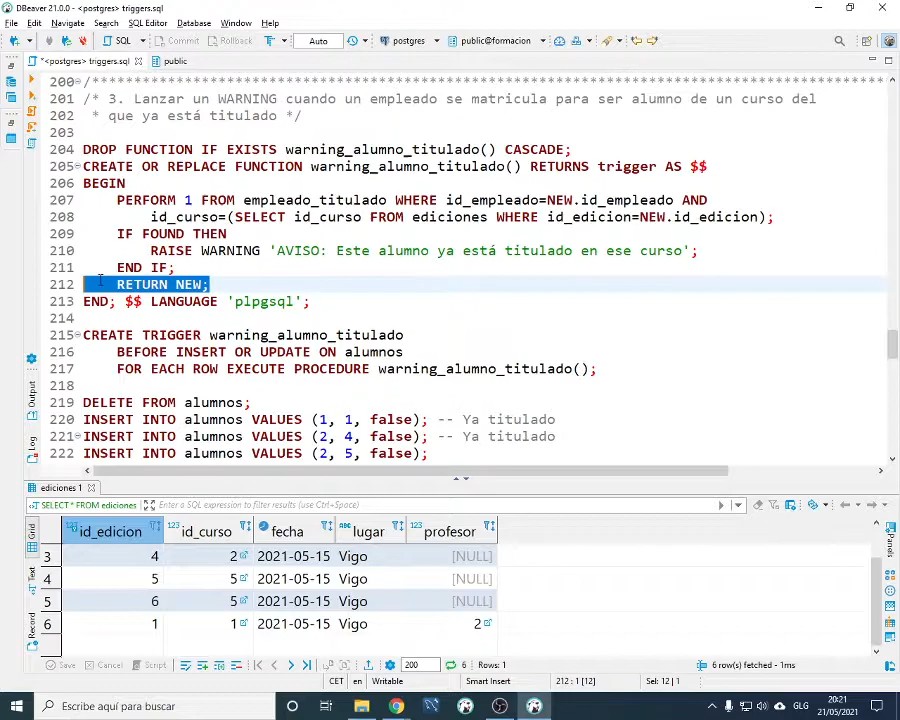 DBeaver 21.0.0 - <postgres> triggers.sql
File Edit Navigate Search SQL Editor Database Window Help
SQL Commit Rollback T Auto postgres public@formacion
*<postgres> triggers.sql public
200 /***********************************************************************************************
201 /* 3. Lanzar un WARNING cuando un empleado se matricula para ser alumno de un curso del
202 * que ya está titulado */
203
204 DROP FUNCTION IF EXISTS warning_alumno_titulado() CASCADE;
205 CREATE OR REPLACE FUNCTION warning_alumno_titulado() RETURNS trigger AS $$
206 BEGIN
207 PERFORM 1 FROM empleado_titulado WHERE id_empleado=NEW.id_empleado AND
208 id_curso=(SELECT id_curso FROM ediciones WHERE id_edicion=NEW.id_edicion);
209 IF FOUND THEN
210 RAISE WARNING 'AVISO: Este alumno ya está titulado en ese curso';
211 END IF;
212 RETURN NEW;
213 END; $$ LANGUAGE 'plpgsql';
214
215 CREATE TRIGGER warning_alumno_titulado
216 BEFORE INSERT OR UPDATE ON alumnos
217 FOR EACH ROW EXECUTE PROCEDURE warning_alumno_titulado();
218
219 DELETE FROM alumnos;
220 INSERT INTO alumnos VALUES (1, 1, false); -- Ya titulado
221 INSERT INTO alumnos VALUES (2, 4, false); -- Ya titulado
222 INSERT INTO alumnos VALUES (2, 5, false);
Output
Log
ediciones 1
SELECT * FROM ediciones Enter a SQL expression to filter results (use Ctrl+Space)
Grid
Text
Record
Panels
id_edicion id_curso fecha lugar profesor
3 4 2 2021-05-15 Vigo [NULL]
4 5 5 2021-05-15 Vigo [NULL]
5 6 5 2021-05-15 Vigo [NULL]
6 1 1 2021-05-15 Vigo 2
Save Cancel Script 200 6 Rows: 1 6 row(s) fetched - 1ms
CET en Writable Smart Insert 212 : 1 [12] Sel: 12 | 1
Escribe aquí para buscar GLG 20:21
21/05/2021